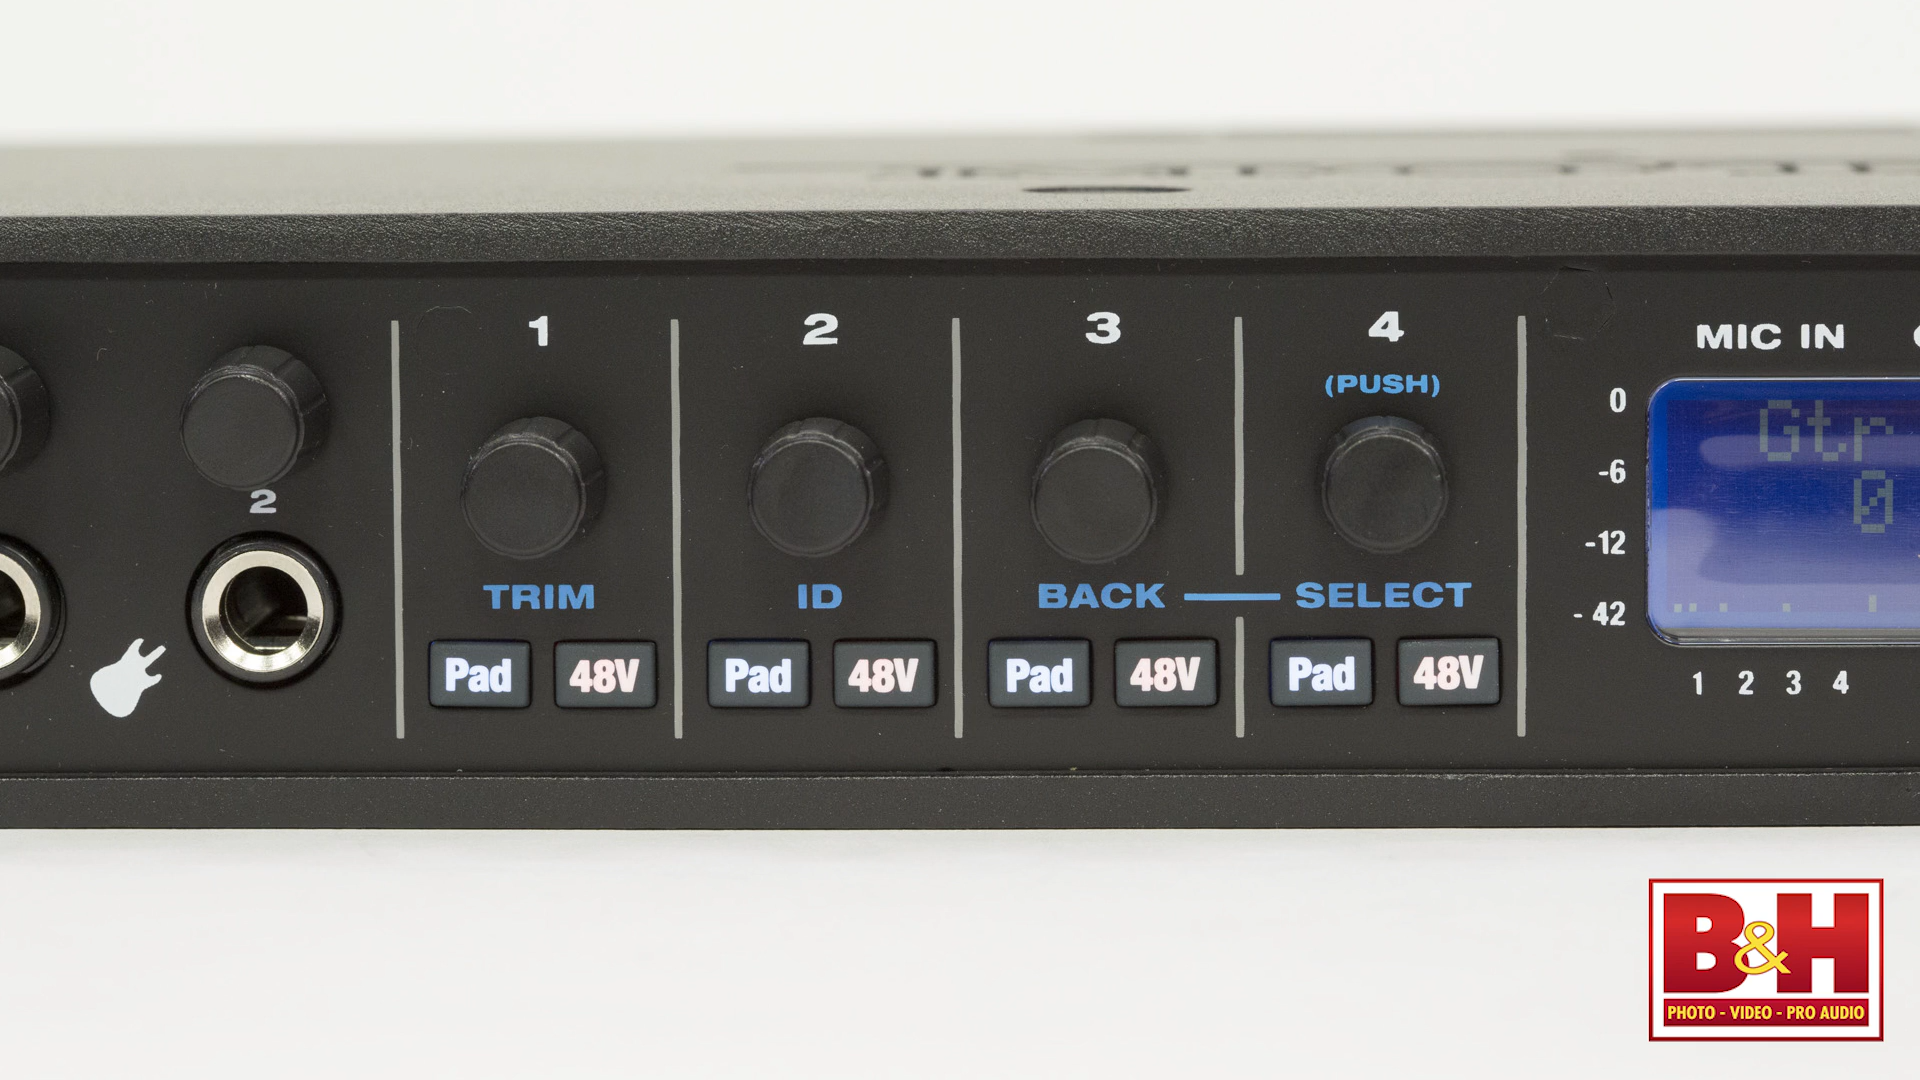 1 2 3 4
(PUSH)
MIC IN
0
-6
-12
- 42
Gtr
0
2
TRIM ID BACK SELECT
Pad 48V Pad 48V Pad 48V Pad 48V
1 2 3 4
B&H
PHOTO - VIDEO - PRO AUDIO